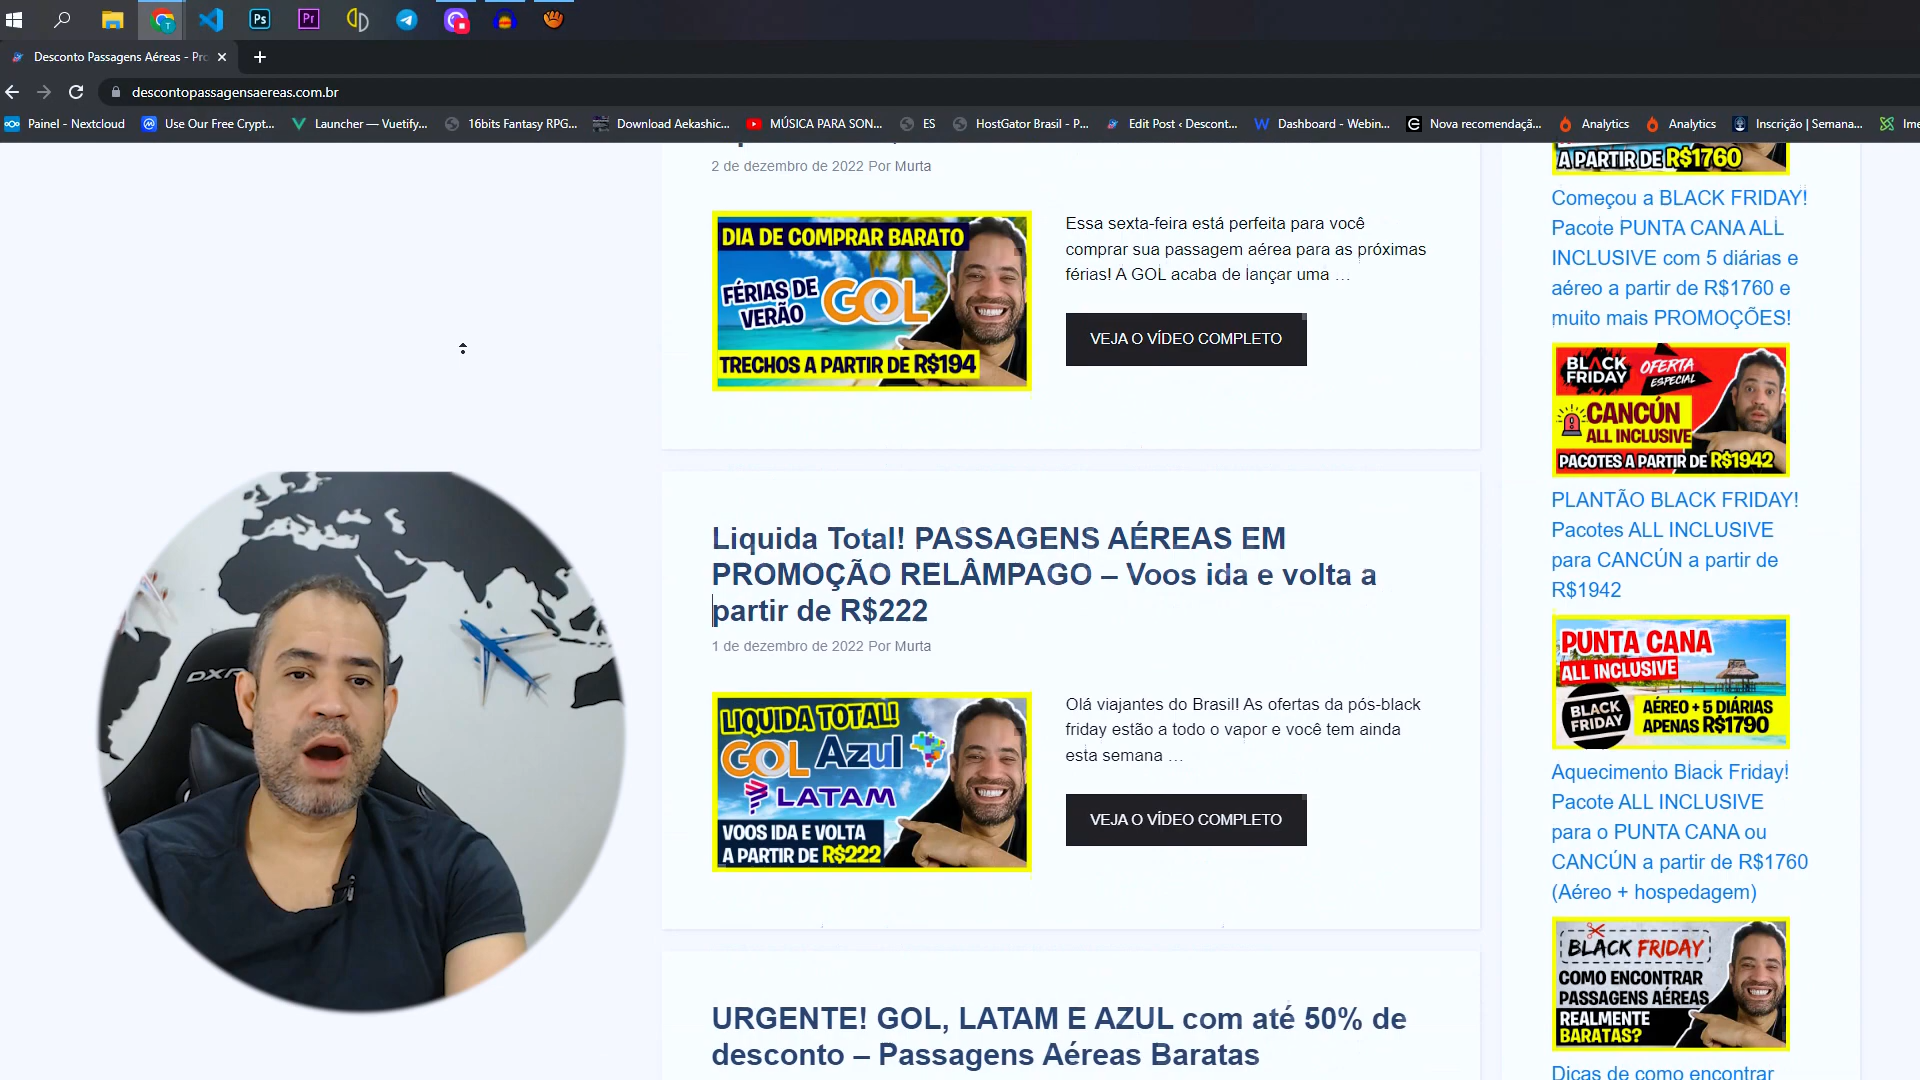 Ps
Pr
Desconto Passagens Aéreas - Pro
descontopassagensaereas.com.br
Painel - Nextcloud
Use Our Free Crypt...
Launcher — Vuetify...
16bits Fantasy RPG...
Download Aekashic...
MÚSICA PARA SON...
ES
HostGator Brasil - P...
Edit Post ‹ Descont...
Dashboard - Webin...
Nova recomendaçã...
Analytics
Analytics
Inscrição | Semana...
Ime
2 de dezembro de 2022 Por Murta
DIA DE COMPRAR BARATO
FÉRIAS DE
VERÃO
GOL
TRECHOS A PARTIR DE R$194
Essa sexta-feira está perfeita para você
comprar sua passagem aérea para as próximas
férias! A GOL acaba de lançar uma …
VEJA O VÍDEO COMPLETO
Liquida Total! PASSAGENS AÉREAS EM
PROMOÇÃO RELÂMPAGO – Voos ida e volta a
partir de R$222
1 de dezembro de 2022 Por Murta
LIQUIDA TOTAL!
GOL Azul
LATAM
VOOS IDA E VOLTA
A PARTIR DE R$222
Olá viajantes do Brasil! As ofertas da pós-black
friday estão a todo o vapor e você tem ainda
esta semana …
VEJA O VÍDEO COMPLETO
URGENTE! GOL, LATAM E AZUL com até 50% de
desconto – Passagens Aéreas Baratas
A PARTIR DE R$1760
Começou a BLACK FRIDAY!
Pacote PUNTA CANA ALL
INCLUSIVE com 5 diárias e
aéreo a partir de R$1760 e
muito mais PROMOÇÕES!
BLACK
FRIDAY
OFERTA
ESPECIAL
CANCÚN
ALL INCLUSIVE
PACOTES A PARTIR DE R$1942
PLANTÃO BLACK FRIDAY!
Pacotes ALL INCLUSIVE
para CANCÚN a partir de
R$1942
PUNTA CANA
ALL INCLUSIVE
BLACK
FRIDAY
AÉREO + 5 DIÁRIAS
APENAS R$1790
Aquecimento Black Friday!
Pacote ALL INCLUSIVE
para o PUNTA CANA ou
CANCÚN a partir de R$1760
(Aéreo + hospedagem)
BLACK FRIDAY
COMO ENCONTRAR
PASSAGENS AÉREAS
REALMENTE
BARATAS?
Dicas de como encontrar
DXR